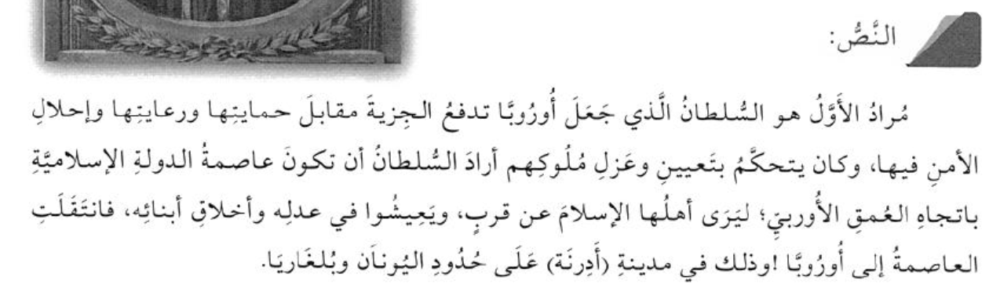 النَّصُّ:
مُرادُ الأَوَّلُ هو السُّلطانُ الَّذي جَعَلَ أُورُوبَّا تدفعُ الجِزيةَ مقابلَ حمايتِها ورعايتِها وإحلالِ
الأمنِ فيها، وكان يتحكَّمُ بتَعيينِ وعَزلِ مُلُوكِهم أرادَ السُّلطانُ أن تكونَ عاصمةُ الدولةِ الإسلاميَّةِ
باتجاهِ العُمقِ الأُوربيِّ؛ ليَرَى أهلُها الإسلامَ عن قربٍ، ويَعِيشُوا في عدلِه وأخلاقِ أبنائِه، فانتَقَلَتِ
العاصمةُ إلى أُورُوبَّا !وذلك في مدينةِ (أَدِرنَة) عَلَى حُدُودِ اليُونَاَن وبُلغَاريَا.